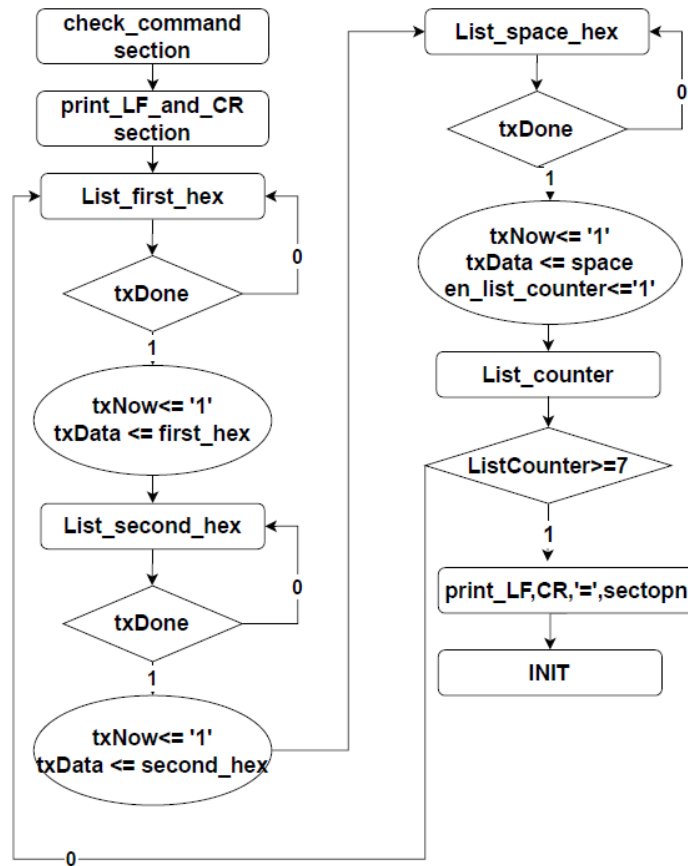 check_command
section
print_LF_and_CR
section
List_first_hex
0
txDone
1
txNow<= '1'
txData <= first_hex
List_second_hex
0
txDone
1
txNow<= '1'
txData <= second_hex
0
List_space_hex
0
txDone
1
txNow<= '1'
txData <= space
en_list_counter<='1'
List_counter
ListCounter>=7
1
print_LF,CR,'=',sectopn
INIT